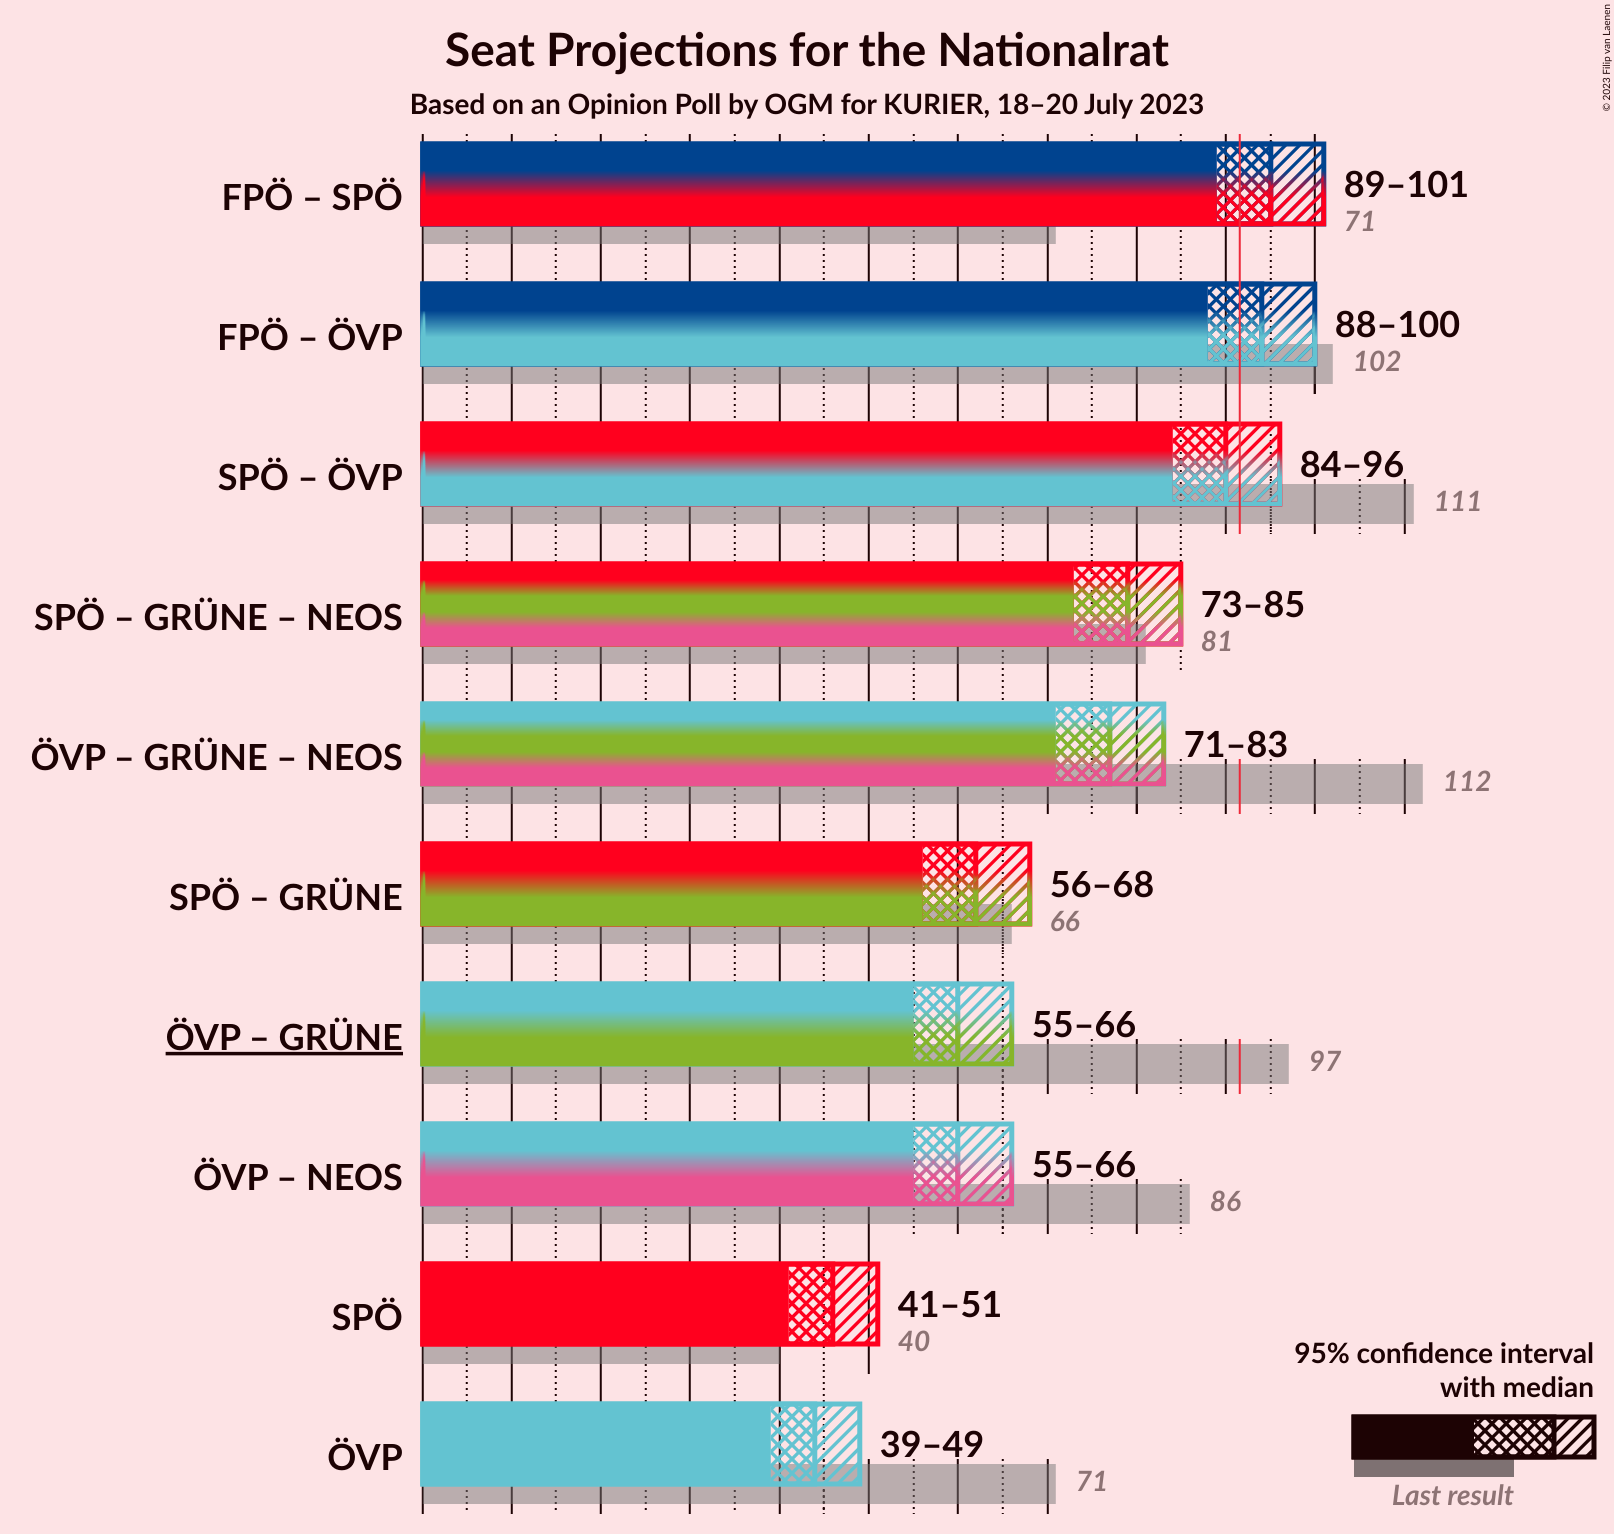 Seat Projections for the Nationalrat
Based on an Opinion Poll by OGM for KURIER, 18–20 July 2023
© 2023 Filip van Laenen
FPÖ – SPÖ
89–101
71
FPÖ – ÖVP
88–100
102
SPÖ – ÖVP
84–96
111
SPÖ – GRÜNE – NEOS
73–85
81
ÖVP – GRÜNE – NEOS
71–83
112
SPÖ – GRÜNE
56–68
66
ÖVP – GRÜNE
55–66
97
ÖVP – NEOS
55–66
86
SPÖ
41–51
40
ÖVP
39–49
71
95% confidence interval
with median
Last result